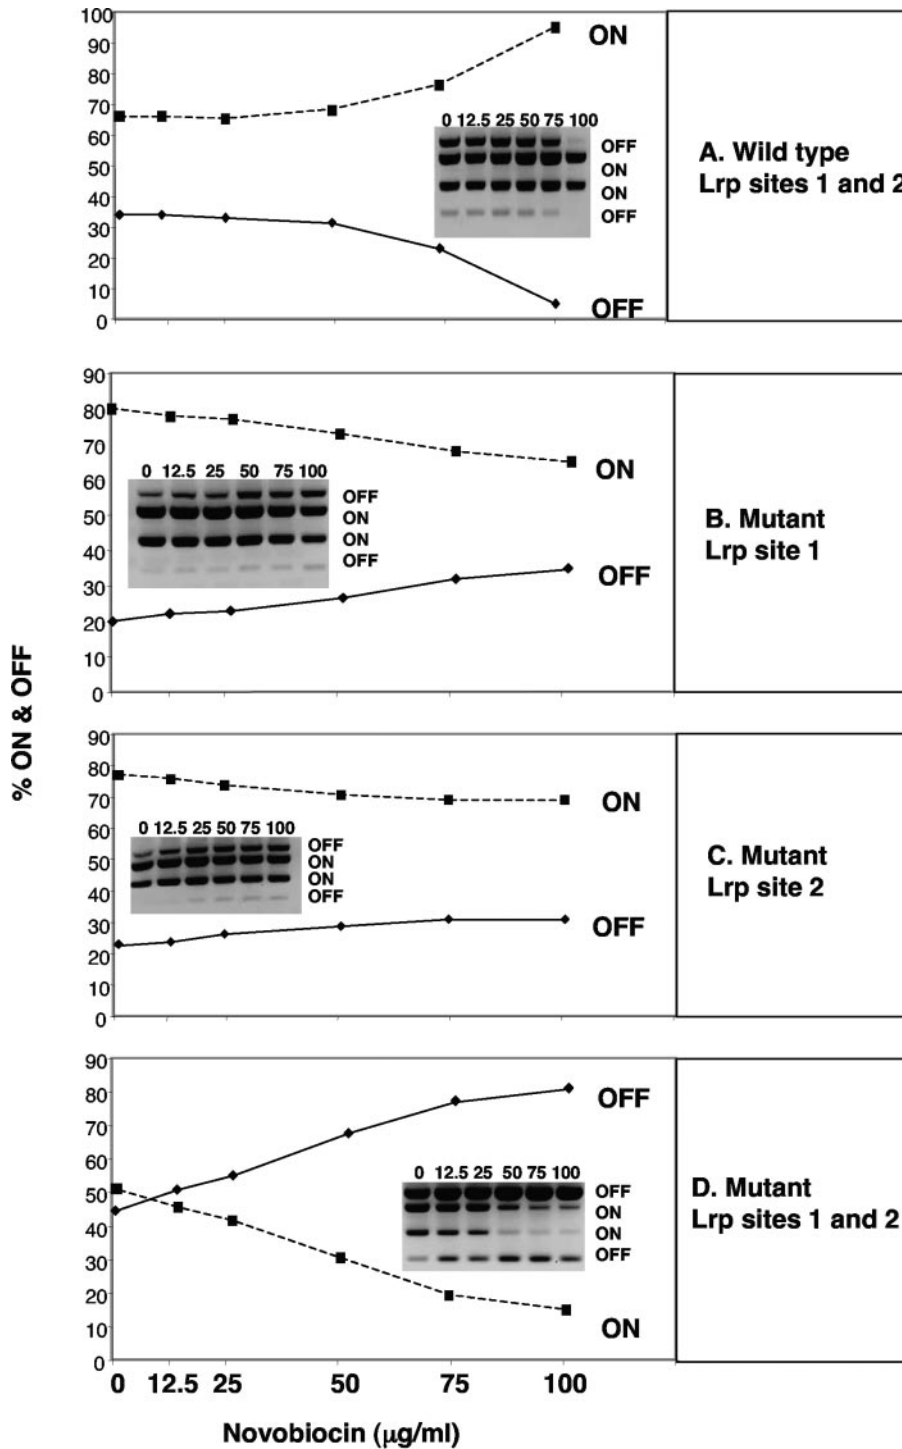 % ON & OFF
100
90
80
70
60
50
40
30
20
10
0
ON
0 12.5 25 50 75 100
OFF
ON
ON
OFF
OFF
A. Wild type
Lrp sites 1 and 2
90
80
70
60
50
40
30
20
10
0
0 12.5 25 50 75 100
OFF
ON
ON
OFF
ON
OFF
B. Mutant
Lrp site 1
90
80
70
60
50
40
30
20
10
0
0 12.5 25 50 75 100
OFF
ON
ON
OFF
ON
OFF
C. Mutant
Lrp site 2
90
80
70
60
50
40
30
20
10
0
OFF
0 12.5 25 50 75 100
OFF
ON
ON
OFF
ON
D. Mutant
Lrp sites 1 and 2
0 12.5 25 50 75 100
Novobiocin (μg/ml)